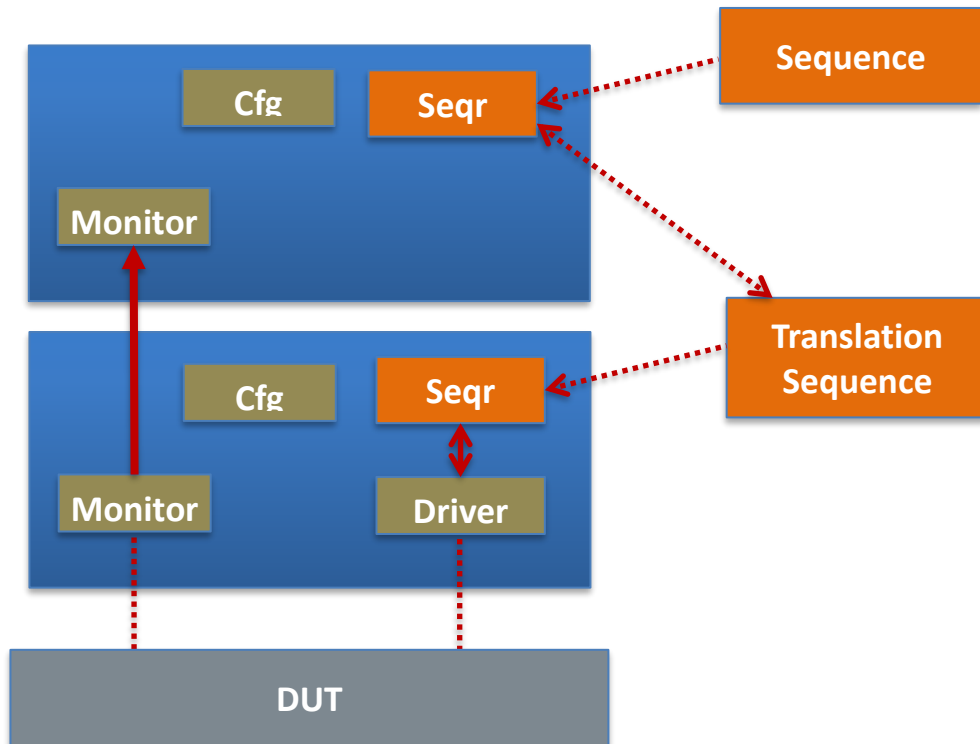 Sequence
Cfg
Seqr
Monitor
Translation
Sequence
Cfg
Seqr
Monitor
Driver
DUT